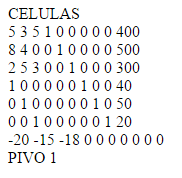 CELULAS
5 3 5 1 0 0 0 0 0 400
8 4 0 0 1 0 0 0 0 500
2 5 3 0 0 1 0 0 0 300
1 0 0 0 0 0 1 0 0 40
0 1 0 0 0 0 0 1 0 50
0 0 1 0 0 0 0 0 1 20
-20 -15 -18 0 0 0 0 0 0 0
PIVO 1